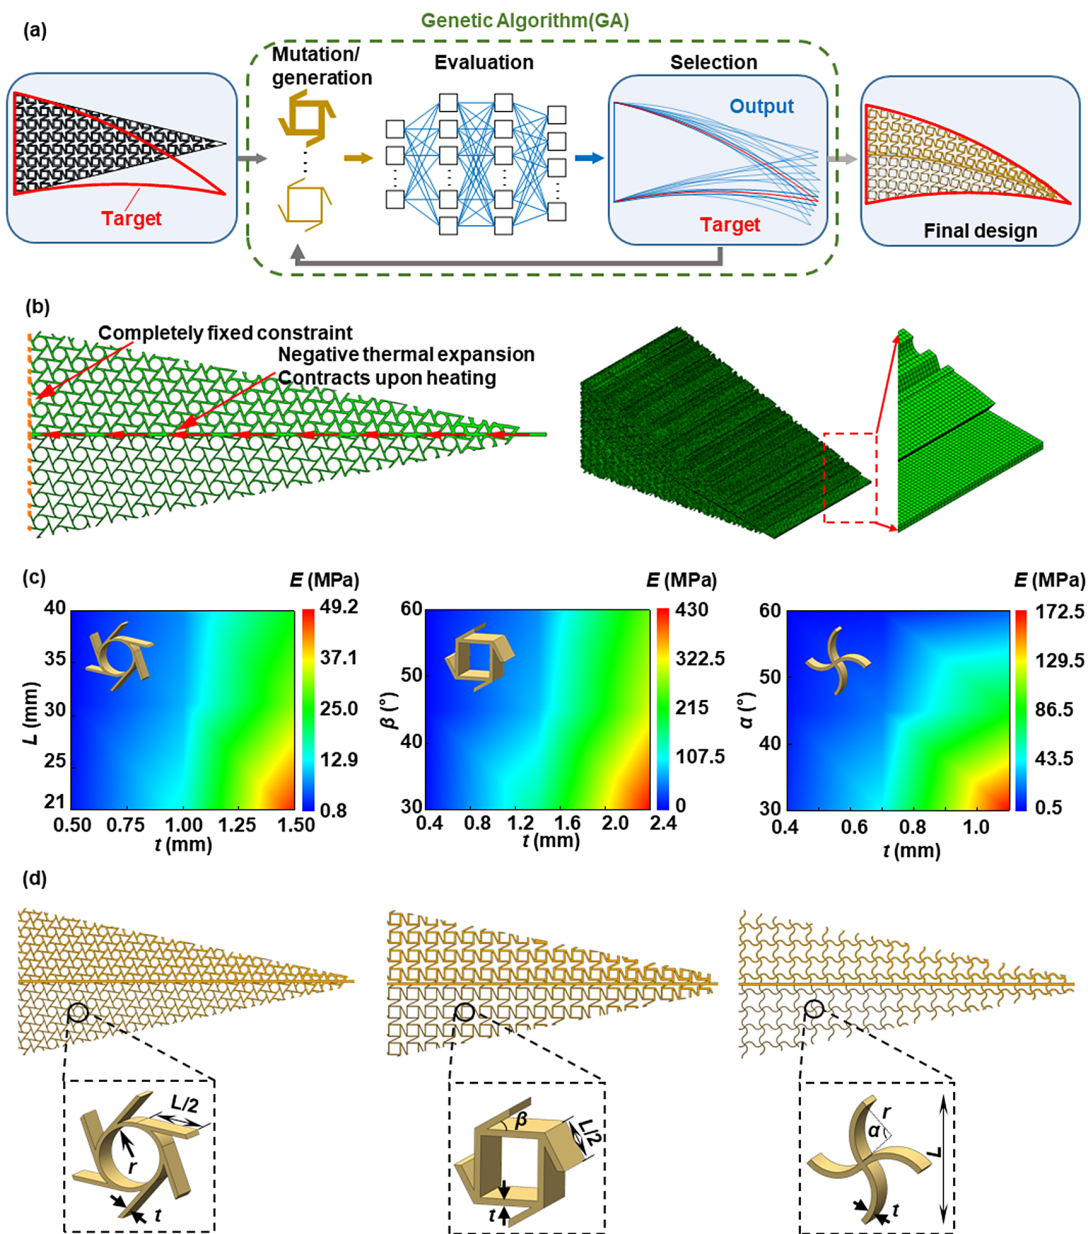 (a)
Genetic Algorithm(GA)
Mutation/
generation
Evaluation
Selection
Target
Output
Target
Final design
(b)
Completely fixed constraint
Negative thermal expansion
Contracts upon heating
(c)
E (MPa)
49.2
37.1
25.0
12.9
0.8
40
35
30
25
21
L (mm)
0.50
0.75
1.00
1.25
1.50
t (mm)
E (MPa)
430
322.5
215
107.5
0
60
50
40
30
β (°)
0.4
0.8
1.2
1.6
2.0
2.4
t (mm)
E (MPa)
172.5
129.5
86.5
43.5
0.5
60
50
40
30
α (°)
0.4
0.6
0.8
1.0
t (mm)
(d)
L/2
r
t
β
L/2
t
r
α
L
t